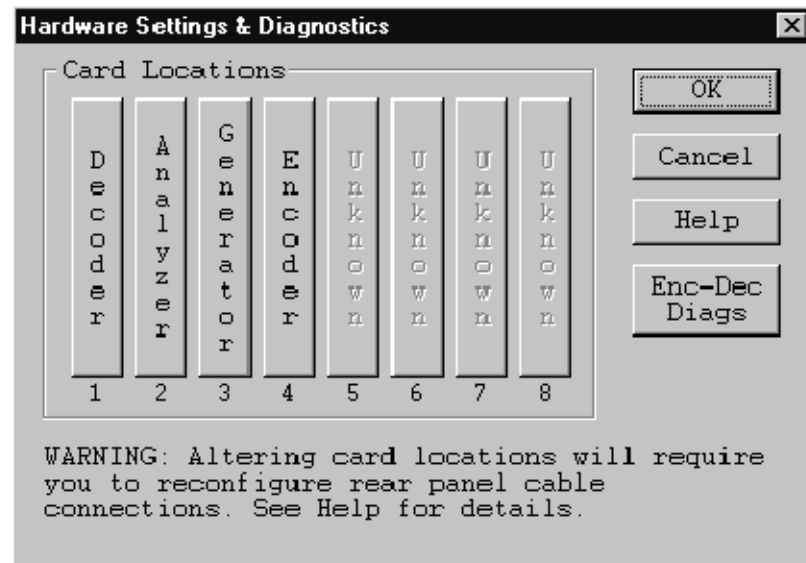 Hardware Settings & Diagnostics
Card Locations
Decoder
Analyzer
Generator
Encoder
Unknown
Unknown
Unknown
Unknown
1 2 3 4 5 6 7 8
OK
Cancel
Help
Enc-Dec
Diags
WARNING: Altering card locations will require
you to reconfigure rear panel cable
connections. See Help for details.